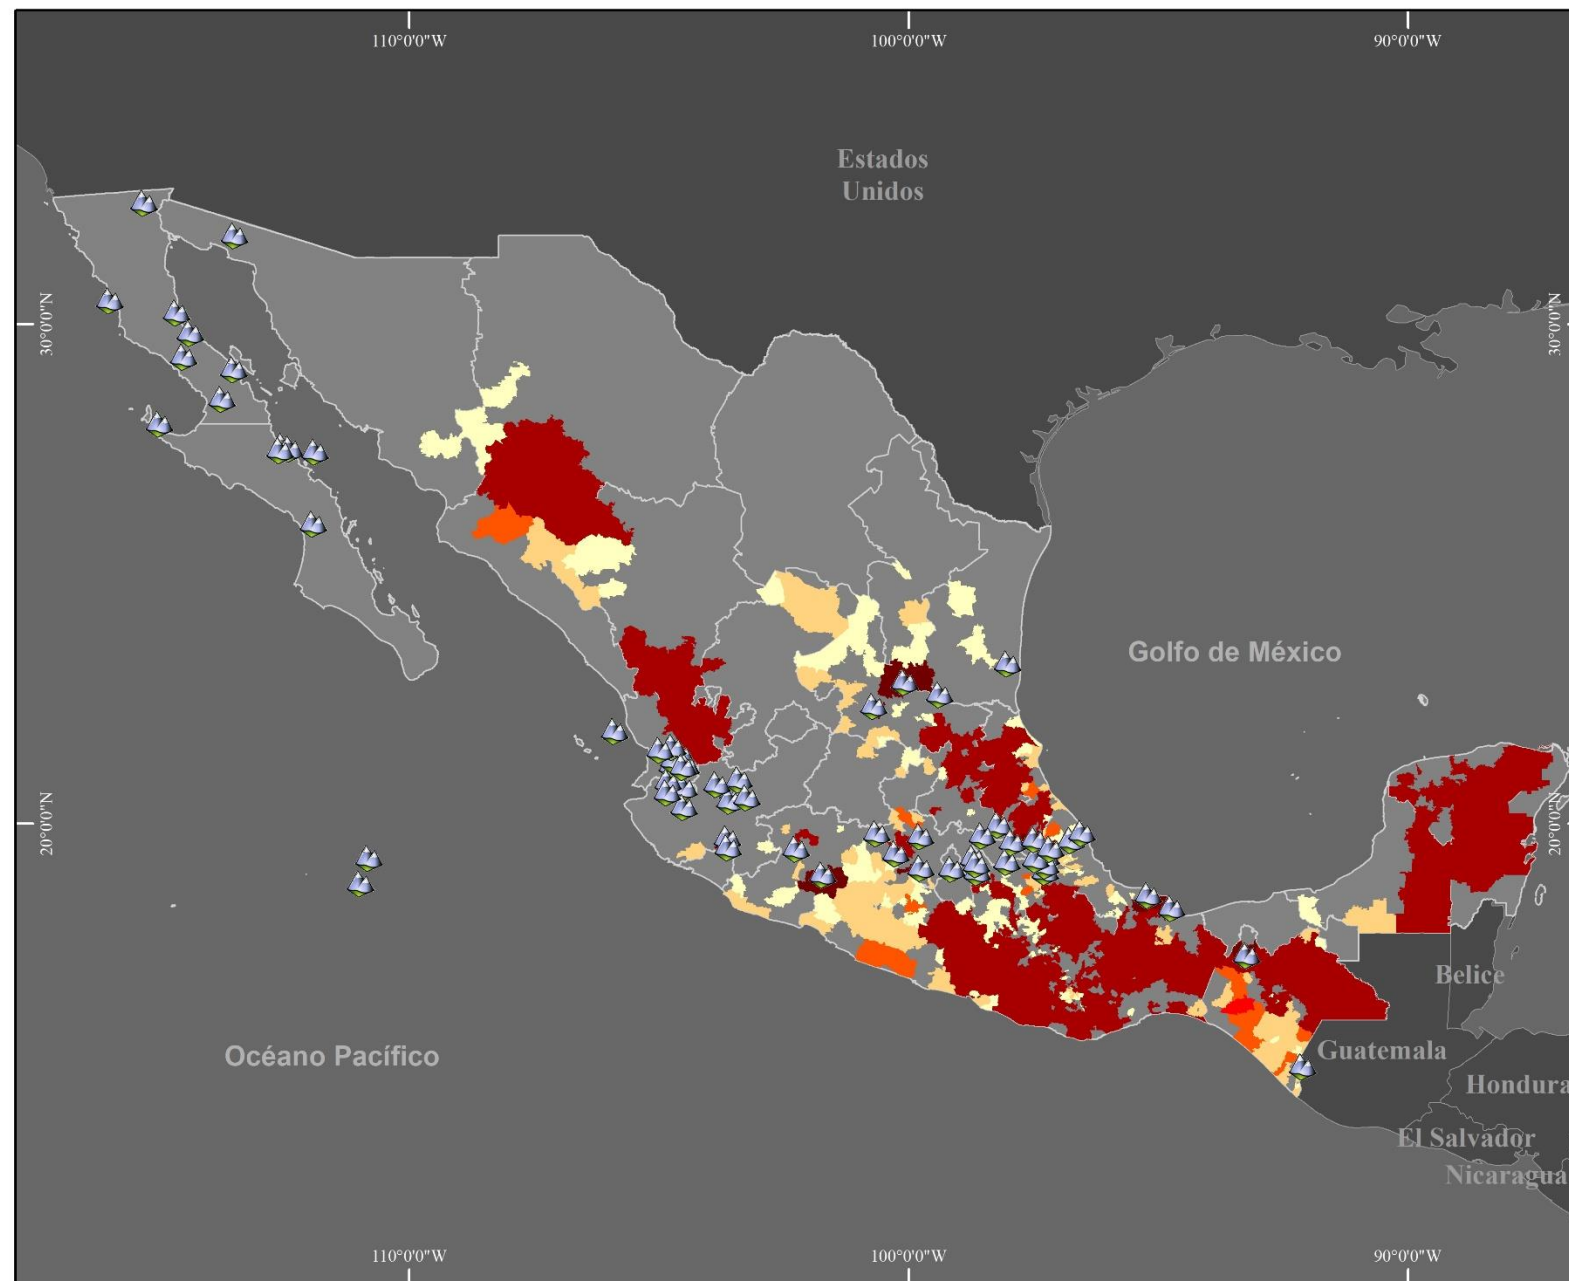 110°0'0"W
100°0'0"W
90°0'0"W
Estados
Unidos
30°0'0"N
30°0'0"N
Golfo de México
20°0'0"N
20°0'0"N
Belice
Océano Pacífico
Guatemala
Hondura
El Salvador
Nicaragua
110°0'0"W
100°0'0"W
90°0'0"W